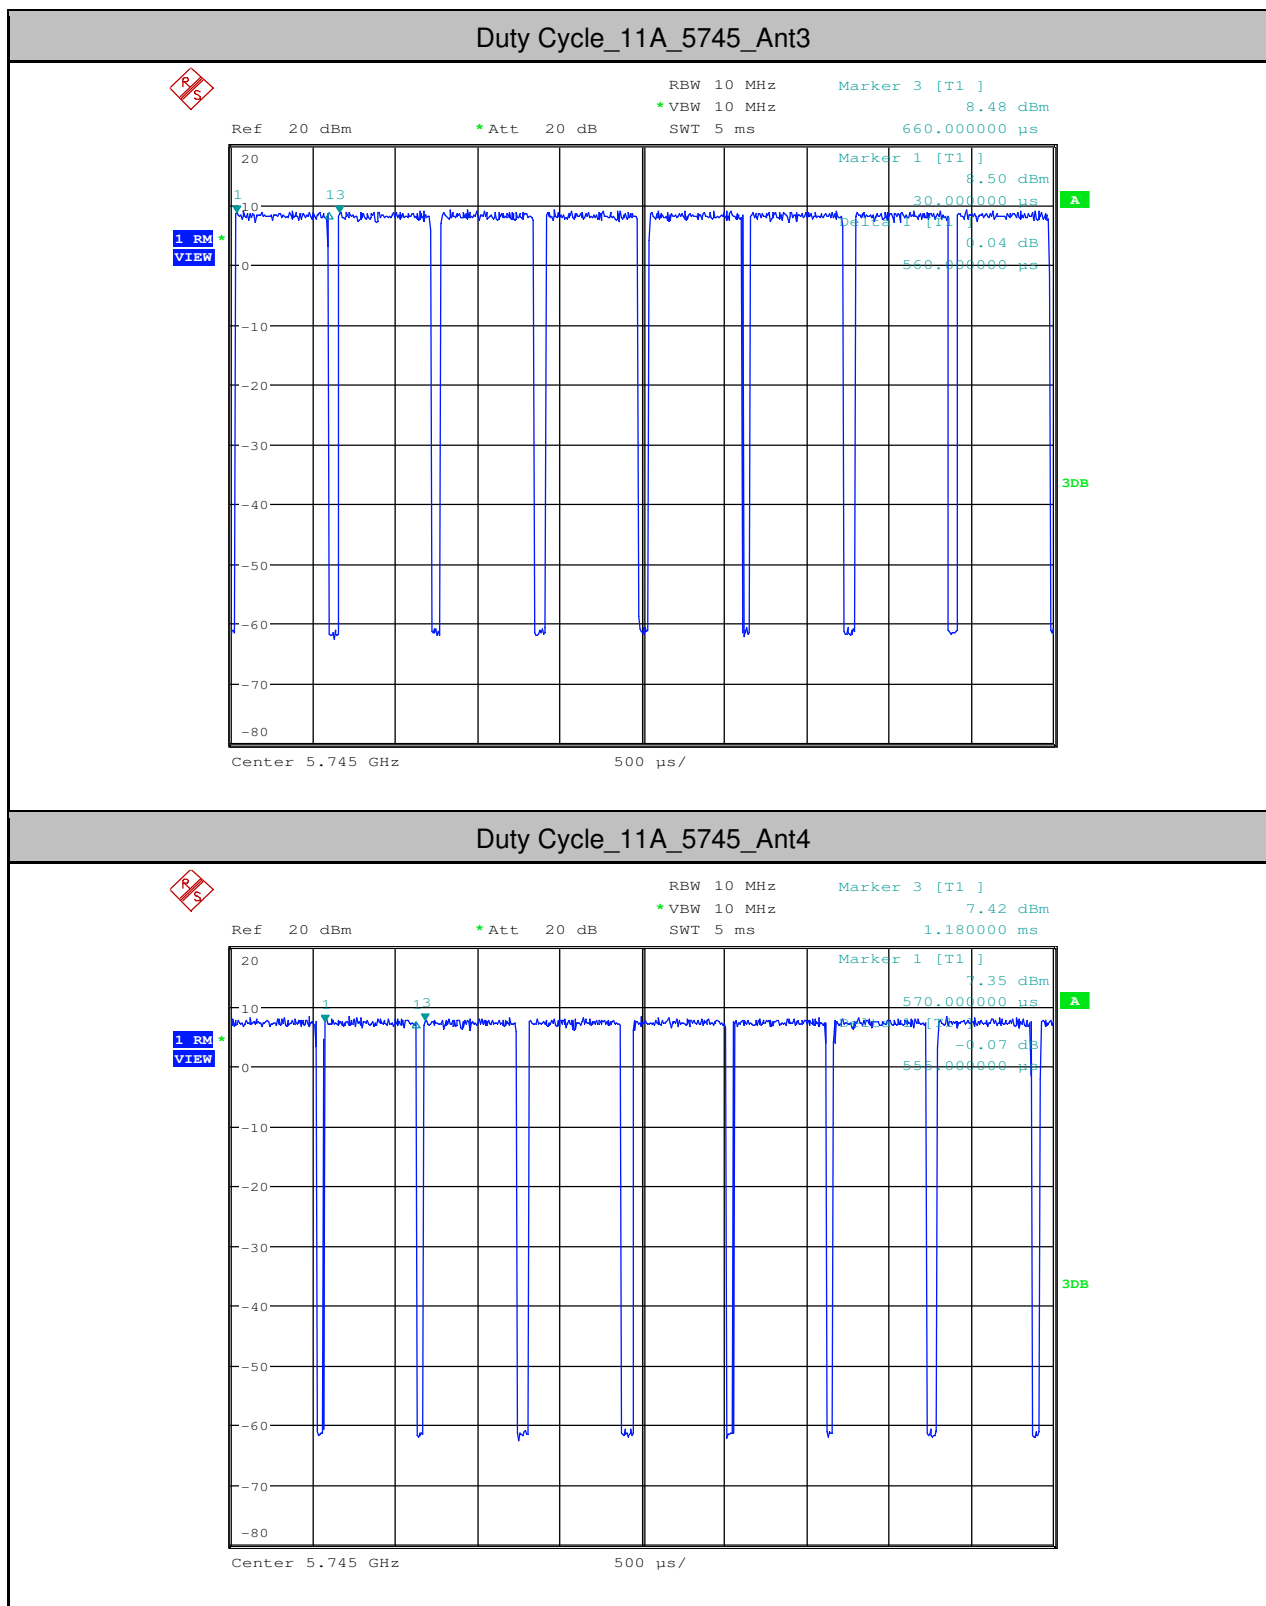 Duty Cycle_11A_5745_Ant3
R S
RBW 10 MHz Marker 3 [T1 ]
* VBW 10 MHz 8.48 dBm
Ref 20 dBm * Att 20 dB SWT 5 ms 660.000000 µs
20 Marker 1 [T1 ]
8.50 dBm
1 13 10 30.000000 µs A
Delta 1 [T1 ]
1 RM * 0.04 dB
VIEW
0 560.000000 µs
-10
-20
-30
-40 3DB
-50
-60
-70
-80
Center 5.745 GHz 500 µs/
Duty Cycle_11A_5745_Ant4
R S
RBW 10 MHz Marker 3 [T1 ]
* VBW 10 MHz 7.42 dBm
Ref 20 dBm * Att 20 dB SWT 5 ms 1.180000 ms
20 Marker 1 [T1 ]
7.35 dBm
10 1 13 570.000000 µs A
Delta 1 [T1 ]
1 RM * -0.07 dB
VIEW
0 555.000000 µs
-10
-20
-30
-40 3DB
-50
-60
-70
-80
Center 5.745 GHz 500 µs/